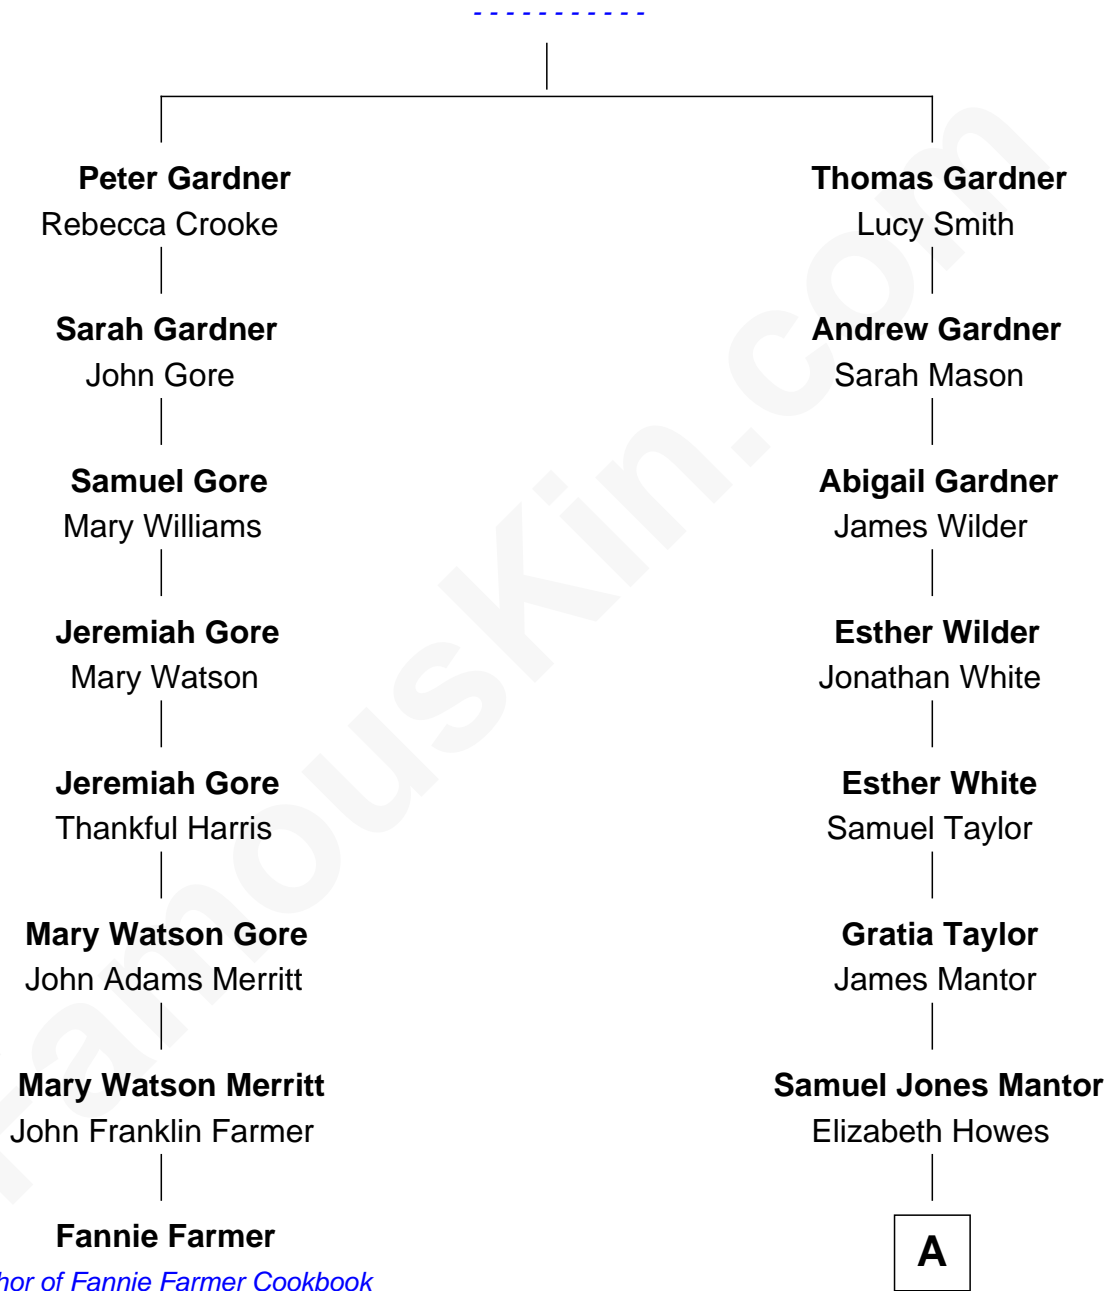 - - - - - - - - - - -
Peter Gardner
Rebecca Crooke
Thomas Gardner
Lucy Smith
Sarah Gardner
John Gore
Andrew Gardner
Sarah Mason
Samuel Gore
Mary Williams
Abigail Gardner
James Wilder
Jeremiah Gore
Mary Watson
Esther Wilder
Jonathan White
Jeremiah Gore
Thankful Harris
Esther White
Samuel Taylor
Mary Watson Gore
John Adams Merritt
Gratia Taylor
James Mantor
Mary Watson Merritt
John Franklin Farmer
Samuel Jones Mantor
Elizabeth Howes
Fannie Farmer
hor of Fannie Farmer Cookbook
A
FamousKin.com